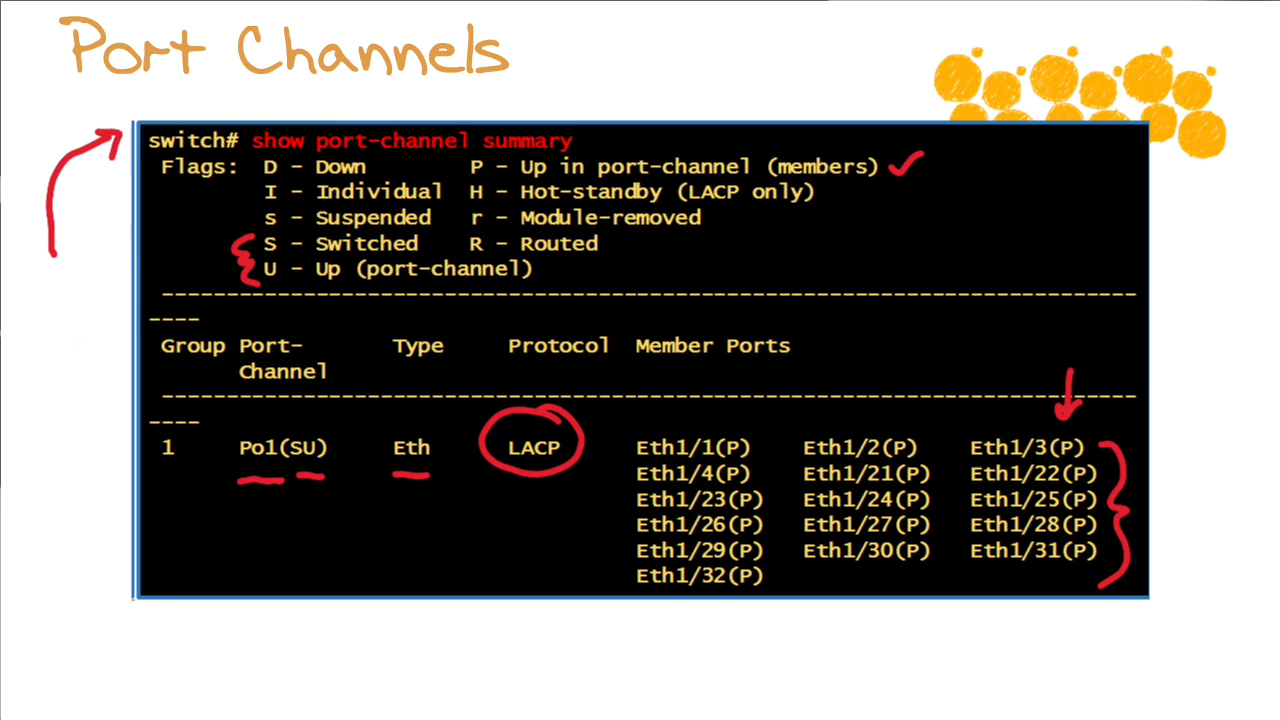 Port Channels
switch# show port-channel summary
Flags: D - Down P - Up in port-channel (members)
I - Individual H - Hot-standby (LACP only)
s - Suspended r - Module-removed
S - Switched R - Routed
U - Up (port-channel)
----------------------------------------------------------------------------
----
Group Port- Type Protocol Member Ports
Channel
----------------------------------------------------------------------------
----
1 Po1(SU) Eth LACP Eth1/1(P) Eth1/2(P) Eth1/3(P)
Eth1/4(P) Eth1/21(P) Eth1/22(P)
Eth1/23(P) Eth1/24(P) Eth1/25(P)
Eth1/26(P) Eth1/27(P) Eth1/28(P)
Eth1/29(P) Eth1/30(P) Eth1/31(P)
Eth1/32(P)